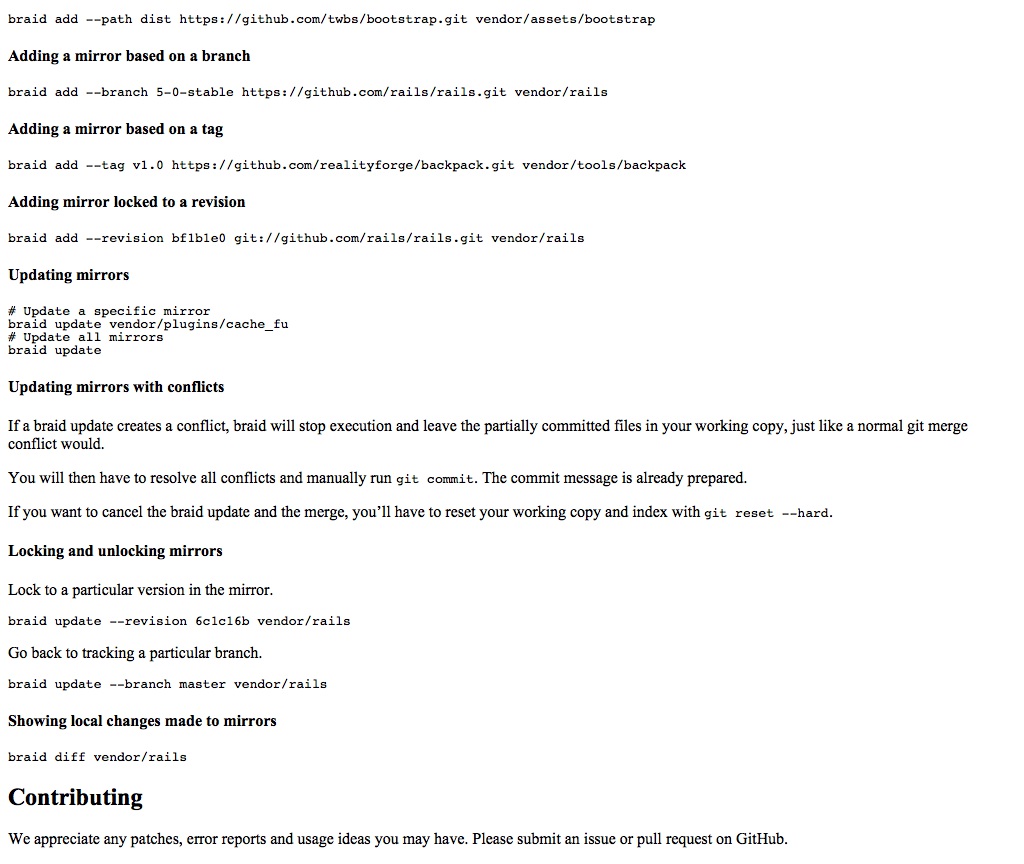 braid add --path dist https://github.com/twbs/bootstrap.git vendor/assets/bootstrap
Adding a mirror based on a branch
braid add --branch 5-0-stable https://github.com/rails/rails.git vendor/rails
Adding a mirror based on a tag
braid add --tag v1.0 https://github.com/realityforge/backpack.git vendor/tools/backpack
Adding mirror locked to a revision
braid add --revision bf1b1e0 git://github.com/rails/rails.git vendor/rails
Updating mirrors
# Update a specific mirror
braid update vendor/plugins/cache_fu
# Update all mirrors
braid update
Updating mirrors with conflicts
If a braid update creates a conflict, braid will stop execution and leave the partially committed files in your working copy, just like a normal git merge
conflict would.
You will then have to resolve all conflicts and manually run git commit. The commit message is already prepared.
If you want to cancel the braid update and the merge, you’ll have to reset your working copy and index with git reset --hard.
Locking and unlocking mirrors
Lock to a particular version in the mirror.
braid update --revision 6c1c16b vendor/rails
Go back to tracking a particular branch.
braid update --branch master vendor/rails
Showing local changes made to mirrors
braid diff vendor/rails
Contributing
We appreciate any patches, error reports and usage ideas you may have. Please submit an issue or pull request on GitHub.